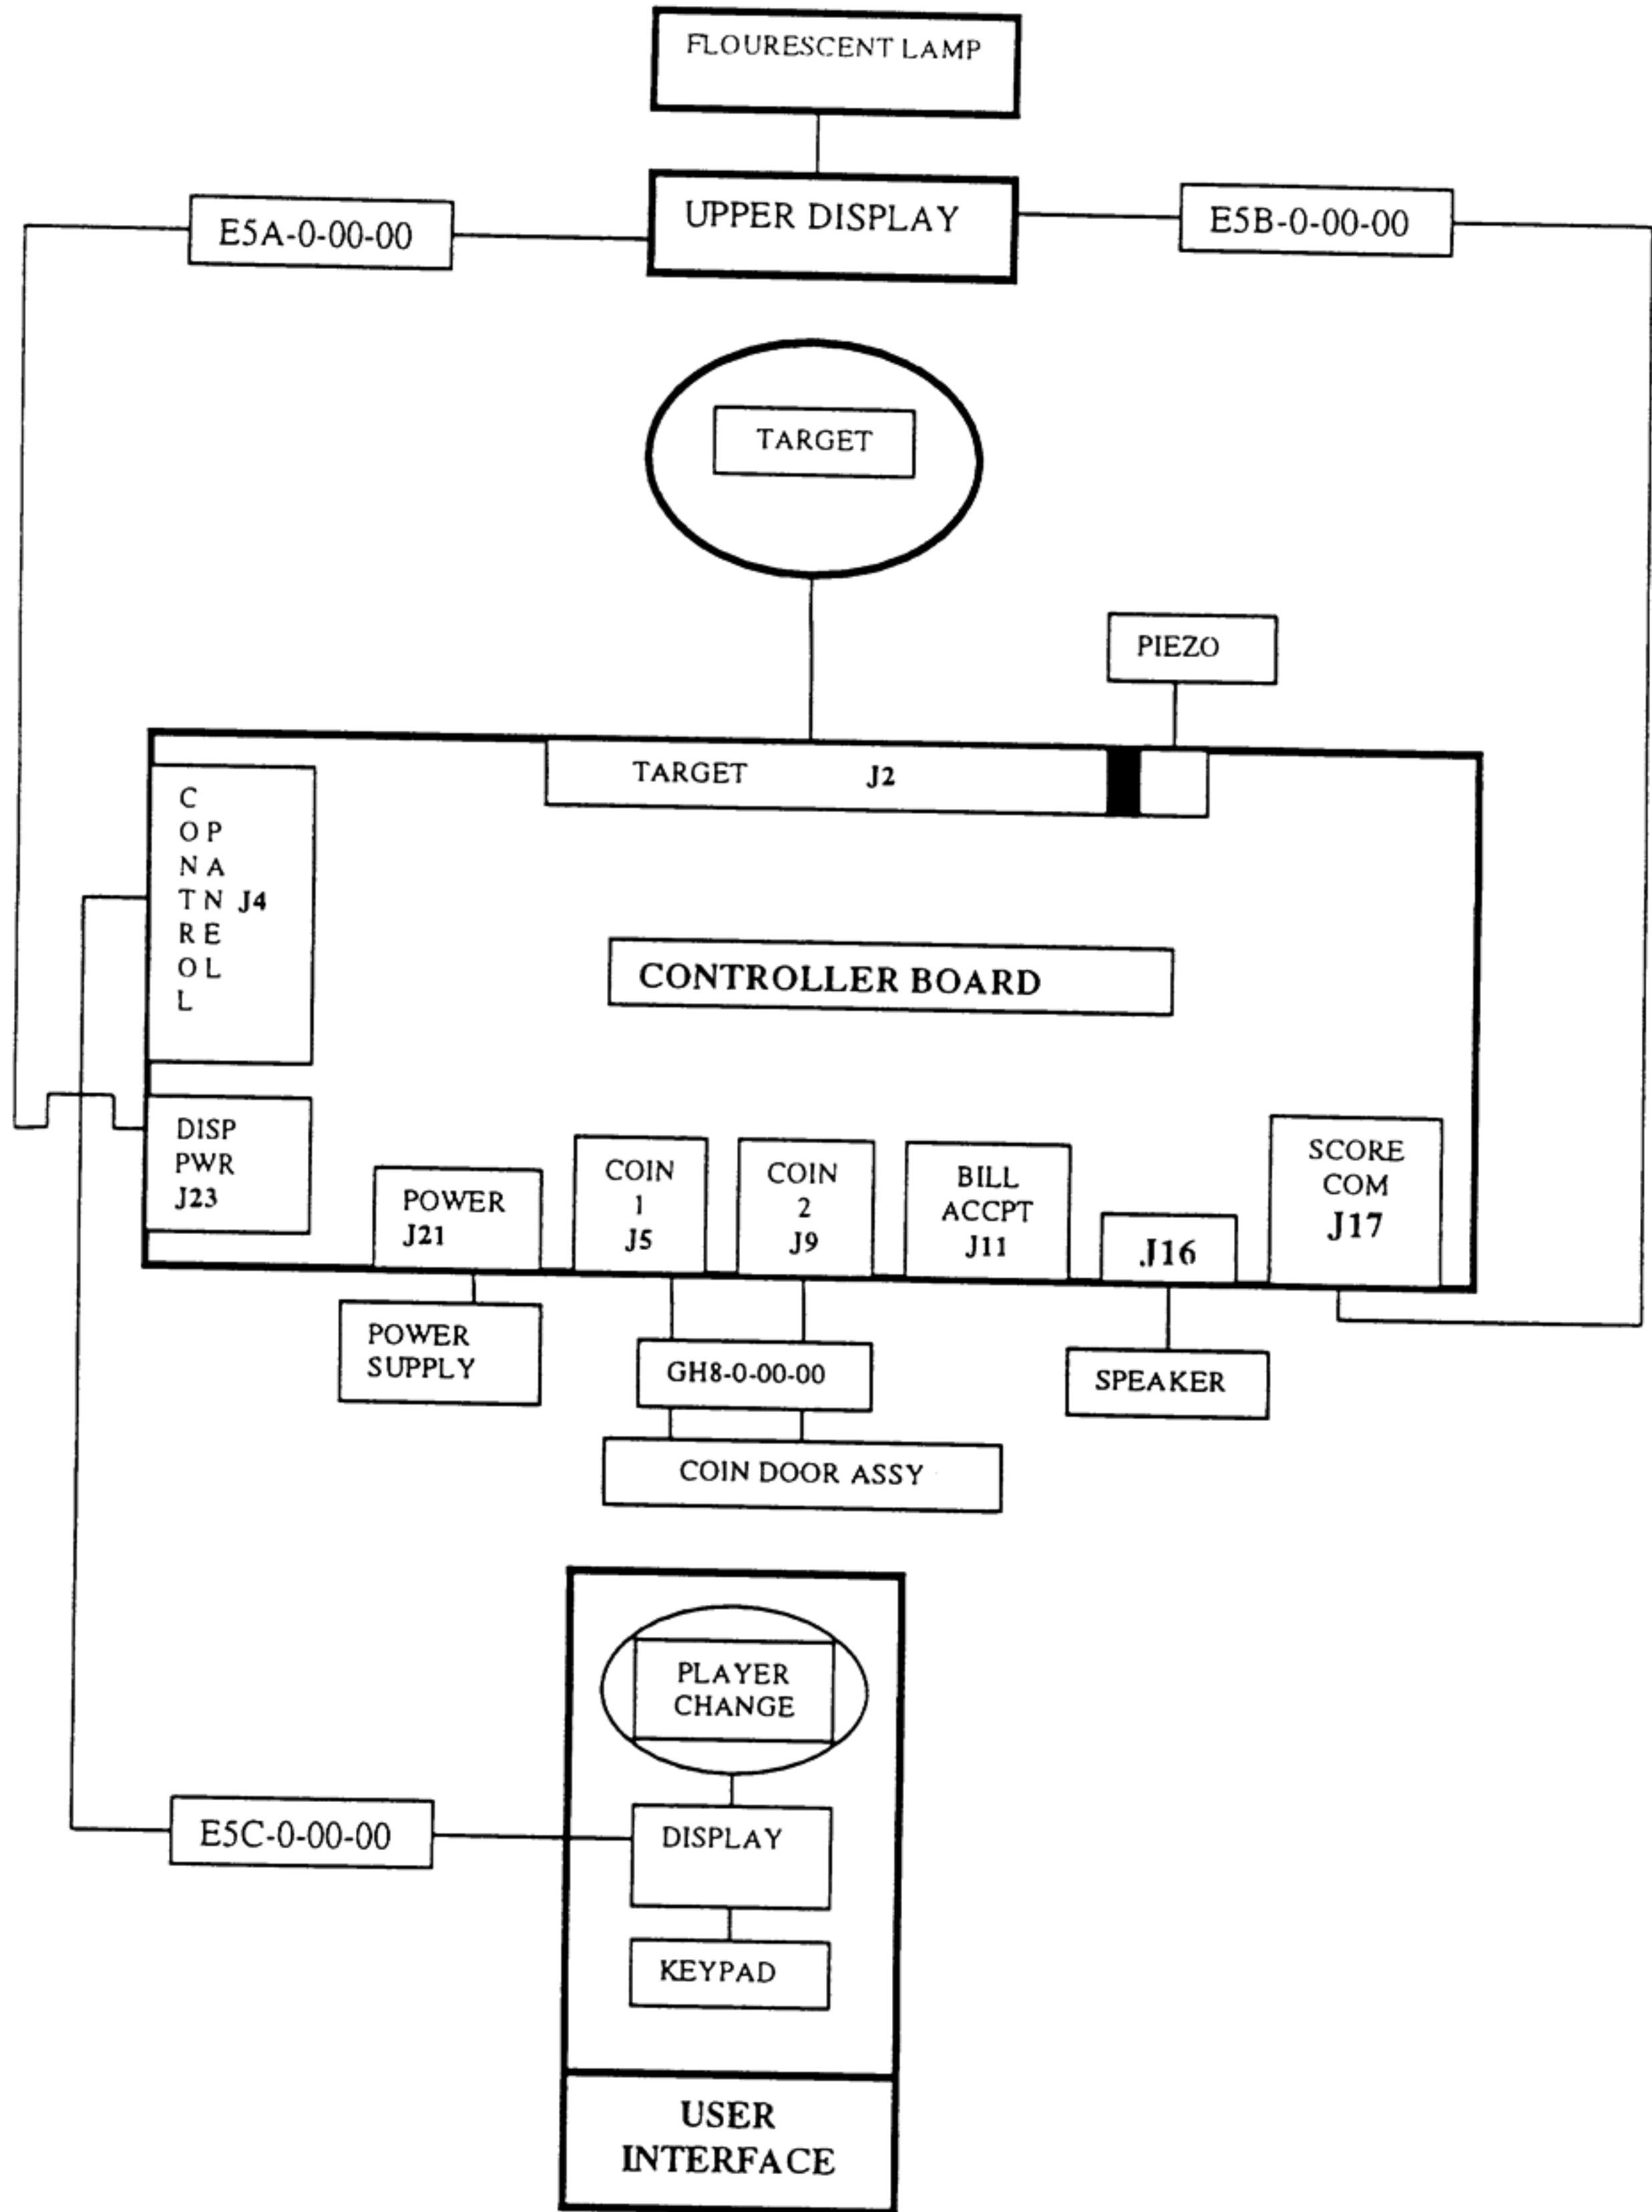 FLOURESCENT LAMP
UPPER DISPLAY
E5A-0-00-00
E5B-0-00-00
TARGET
PIEZO
TARGET J2
CONTROL
PANEL
J4
CONTROLLER BOARD
DISP
PWR
J23
POWER
J21
COIN
1
J5
COIN
2
J9
BILL
ACCPT
J11
J16
SCORE
COM
J17
POWER
SUPPLY
GH8-0-00-00
SPEAKER
COIN DOOR ASSY
PLAYER
CHANGE
E5C-0-00-00
DISPLAY
KEYPAD
USER
INTERFACE